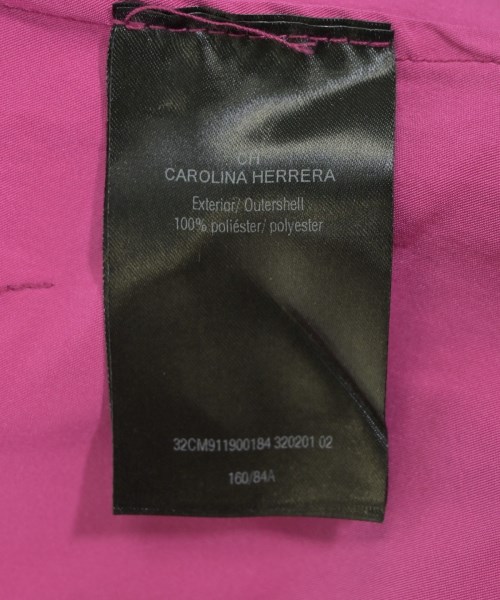 CH
CAROLINA HERRERA
Exterior/ Outershell
100% poliéster/ polyester
32CM911900184 320201 02
160/84A